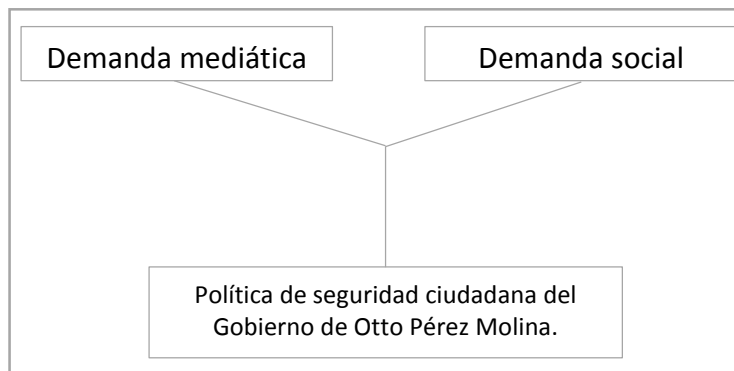 Demanda mediática
Demanda social
Política de seguridad ciudadana del
Gobierno de Otto Pérez Molina.